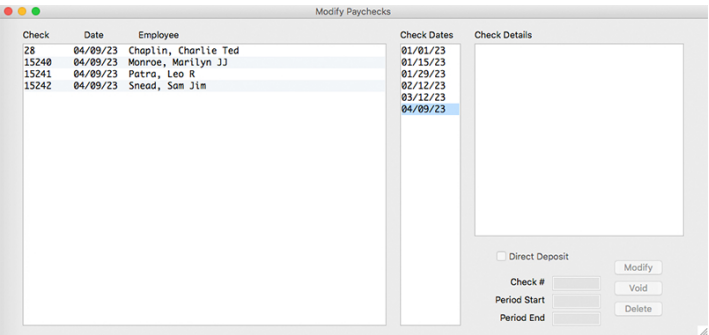 Modify Paychecks
Check Date Employee
28 04/09/23 Chaplin, Charlie Ted
15240 04/09/23 Monroe, Marilyn JJ
15241 04/09/23 Patra, Leo R
15242 04/09/23 Snead, Sam Jim
Check Dates
01/01/23
01/15/23
01/29/23
02/12/23
03/12/23
04/09/23
Check Details
Direct Deposit
Check #
Period Start
Period End
Modify
Void
Delete